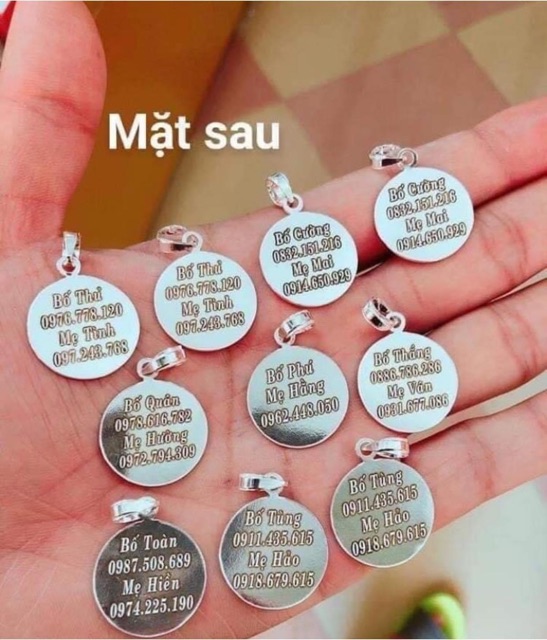 Mặt sau
Bố Cường
0832.151.216
Mẹ Mai
0914.650.929
Bố Cường
0832.151.216
Mẹ Mai
0914.650.929
Bố Thư
0976.778.120
Mẹ Tình
097.243.768
Bố Thư
0976.778.120
Mẹ Tình
097.243.768
Bố Quân
0978.616.782
Mẹ Hường
0972.794.309
Bố Phú
Mẹ Hằng
0962.448.050
Bố Thắng
0886.786.286
Mẹ Vân
0931.677.086
Bố Toàn
0987.508.689
Mẹ Hiền
0974.225.190
Bố Tùng
0911.435.615
Mẹ Hảo
0918.679.615
Bố Tùng
0911.435.615
Mẹ Hảo
0918.679.615